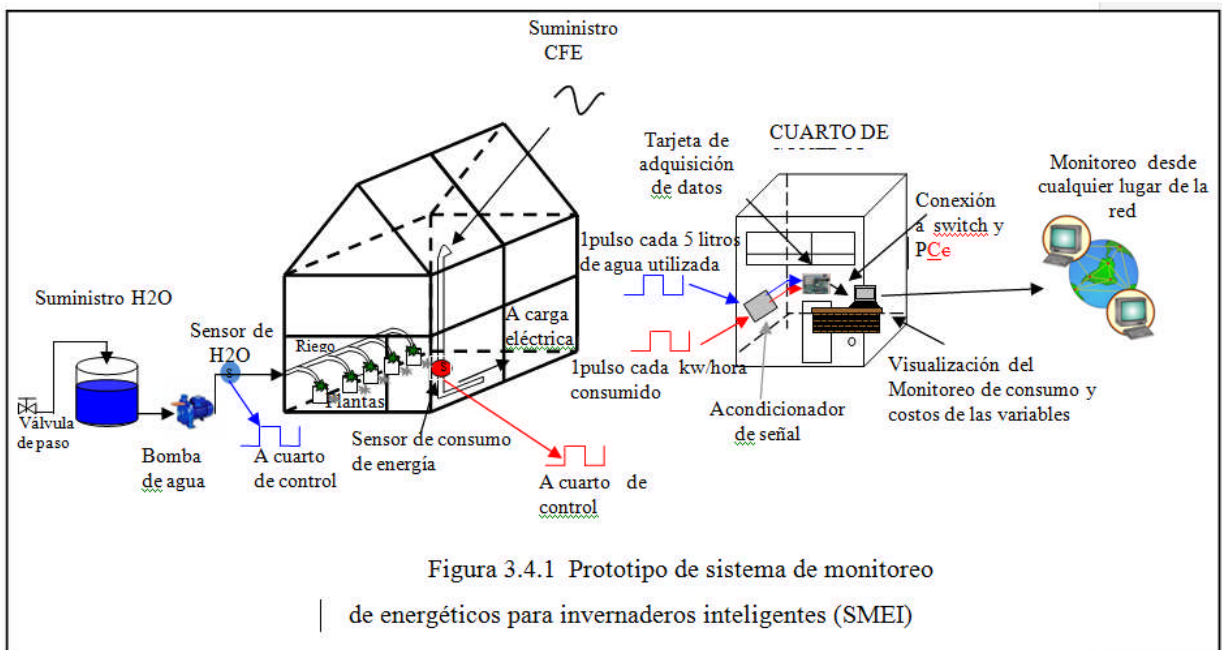 Suministro
CFE
Tarjeta de
adquisición
de datos
CUARTO DE
Monitoreo desde
cualquier lugar de la
red
Conexión
a switch y
1pulso cada 5 litros
de agua utilizada
Suministro H2O
Sensor de
H2O
Riego
A carga
eléctrica
S
S
Plantas
Válvula
de paso
1pulso cada kw/hora
consumido
Visualización del
Monitoreo de consumo y
costos de las variables
Acondicionador
de señal
Sensor de consumo
de energía
Bomba
de agua
A cuarto
de control
A cuarto de
control
Figura 3.4.1 Prototipo de sistema de monitoreo
de energéticos para invernaderos inteligentes (SMEI)